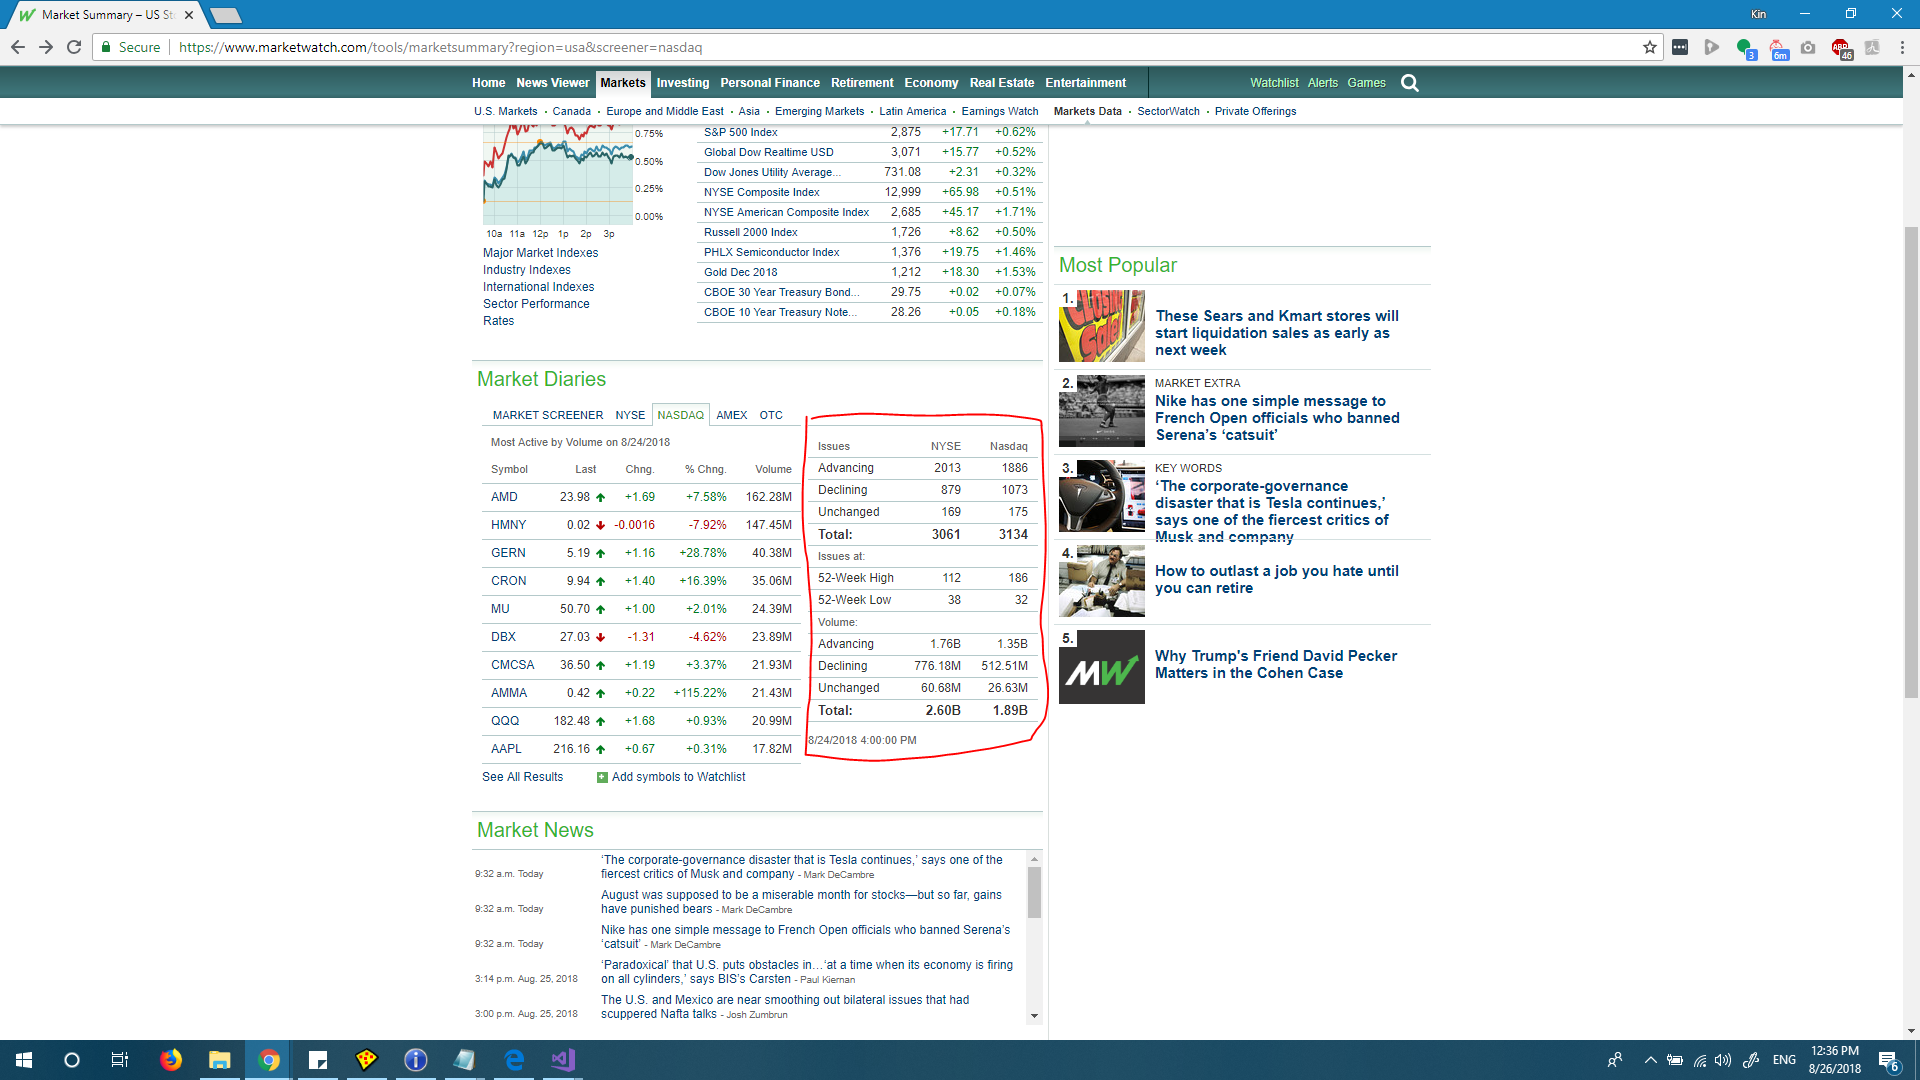 Market Summary – US St
Kin
Secure
https://www.marketwatch.com/tools/marketsummary?region=usa&screener=nasdaq
3
6m
ABP
46
Home News Viewer Markets Investing Personal Finance Retirement Economy Real Estate Entertainment
Watchlist Alerts Games
U.S. Markets · Canada · Europe and Middle East · Asia · Emerging Markets · Latin America · Earnings Watch Markets Data · SectorWatch · Private Offerings
0.75%
0.50%
0.25%
0.00%
10a 11a 12p 1p 2p 3p
Major Market Indexes
Industry Indexes
International Indexes
Sector Performance
Rates
S&P 500 Index 2,875 +17.71 +0.62%
Global Dow Realtime USD 3,071 +15.77 +0.52%
Dow Jones Utility Average... 731.08 +2.31 +0.32%
NYSE Composite Index 12,999 +65.98 +0.51%
NYSE American Composite Index 2,685 +45.17 +1.71%
Russell 2000 Index 1,726 +8.62 +0.50%
PHLX Semiconductor Index 1,376 +19.75 +1.46%
Gold Dec 2018 1,212 +18.30 +1.53%
CBOE 30 Year Treasury Bond... 29.75 +0.02 +0.07%
CBOE 10 Year Treasury Note... 28.26 +0.05 +0.18%
Market Diaries
MARKET SCREENER NYSE NASDAQ AMEX OTC
Most Active by Volume on 8/24/2018
Symbol Last Chng. % Chng. Volume
AMD 23.98 +1.69 +7.58% 162.28M
HMNY 0.02 -0.0016 -7.92% 147.45M
GERN 5.19 +1.16 +28.78% 40.38M
CRON 9.94 +1.40 +16.39% 35.06M
MU 50.70 +1.00 +2.01% 24.39M
DBX 27.03 -1.31 -4.62% 23.89M
CMCSA 36.50 +1.19 +3.37% 21.93M
AMMA 0.42 +0.22 +115.22% 21.43M
QQQ 182.48 +1.68 +0.93% 20.99M
AAPL 216.16 +0.67 +0.31% 17.82M
See All Results Add symbols to Watchlist
Issues NYSE Nasdaq
Advancing 2013 1886
Declining 879 1073
Unchanged 169 175
Total: 3061 3134
Issues at:
52-Week High 112 186
52-Week Low 38 32
Volume:
Advancing 1.76B 1.35B
Declining 776.18M 512.51M
Unchanged 60.68M 26.63M
Total: 2.60B 1.89B
8/24/2018 4:00:00 PM
Market News
9:32 a.m. Today
‘The corporate-governance disaster that is Tesla continues,’ says one of the
fiercest critics of Musk and company - Mark DeCambre
9:32 a.m. Today
August was supposed to be a miserable month for stocks—but so far, gains
have punished bears - Mark DeCambre
9:32 a.m. Today
Nike has one simple message to French Open officials who banned Serena’s
‘catsuit’ - Mark DeCambre
3:14 p.m. Aug. 25, 2018
‘Paradoxical’ that U.S. puts obstacles in…‘at a time when its economy is firing
on all cylinders,’ says BIS’s Carsten - Paul Kiernan
3:00 p.m. Aug. 25, 2018
The U.S. and Mexico are near smoothing out bilateral issues that had
scuppered Nafta talks - Josh Zumbrun
Most Popular
1.
CLOSING
Sale!
These Sears and Kmart stores will
start liquidation sales as early as
next week
2.
MARKET EXTRA
Nike has one simple message to
French Open officials who banned
Serena’s ‘catsuit’
3.
KEY WORDS
‘The corporate-governance
disaster that is Tesla continues,’
says one of the fiercest critics of
Musk and company
4.
How to outlast a job you hate until
you can retire
5.
MW
Why Trump's Friend David Pecker
Matters in the Cohen Case
ENG
12:36 PM
8/26/2018
6